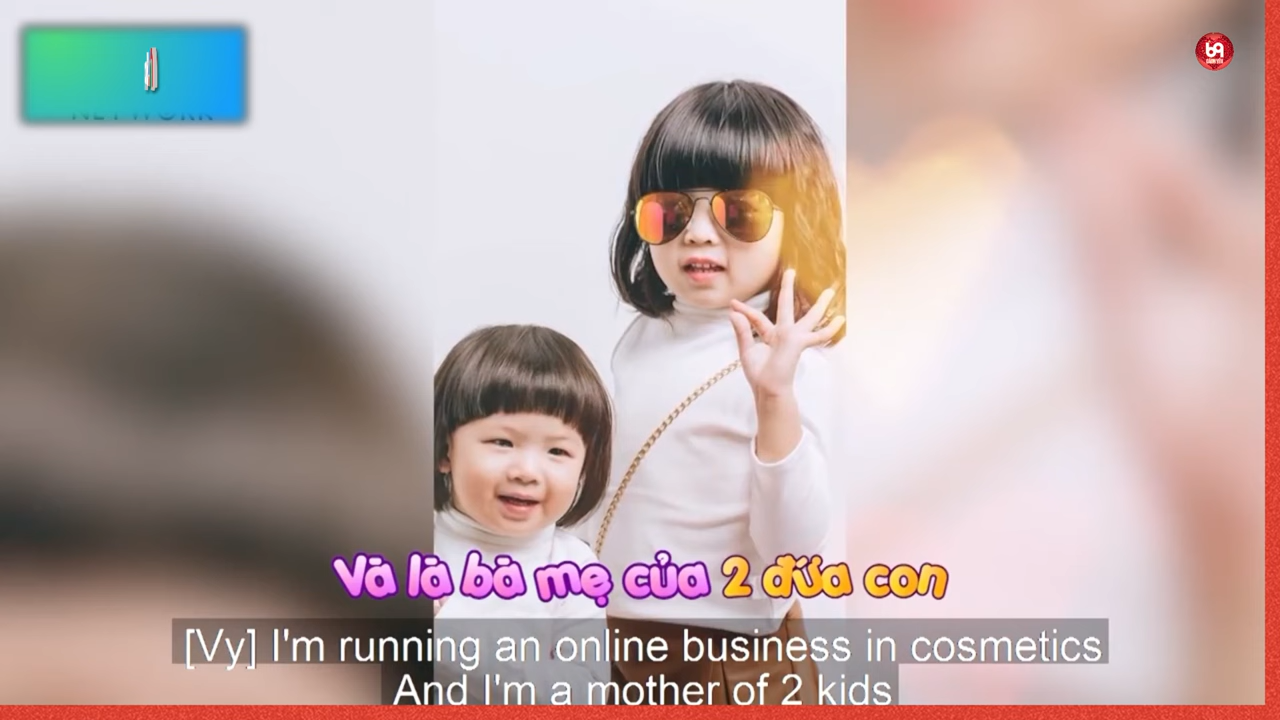 NETWORK
Và là bà mẹ của 2 đứa con
[Vy] I'm running an online business in cosmetics
And I'm a mother of 2 kids